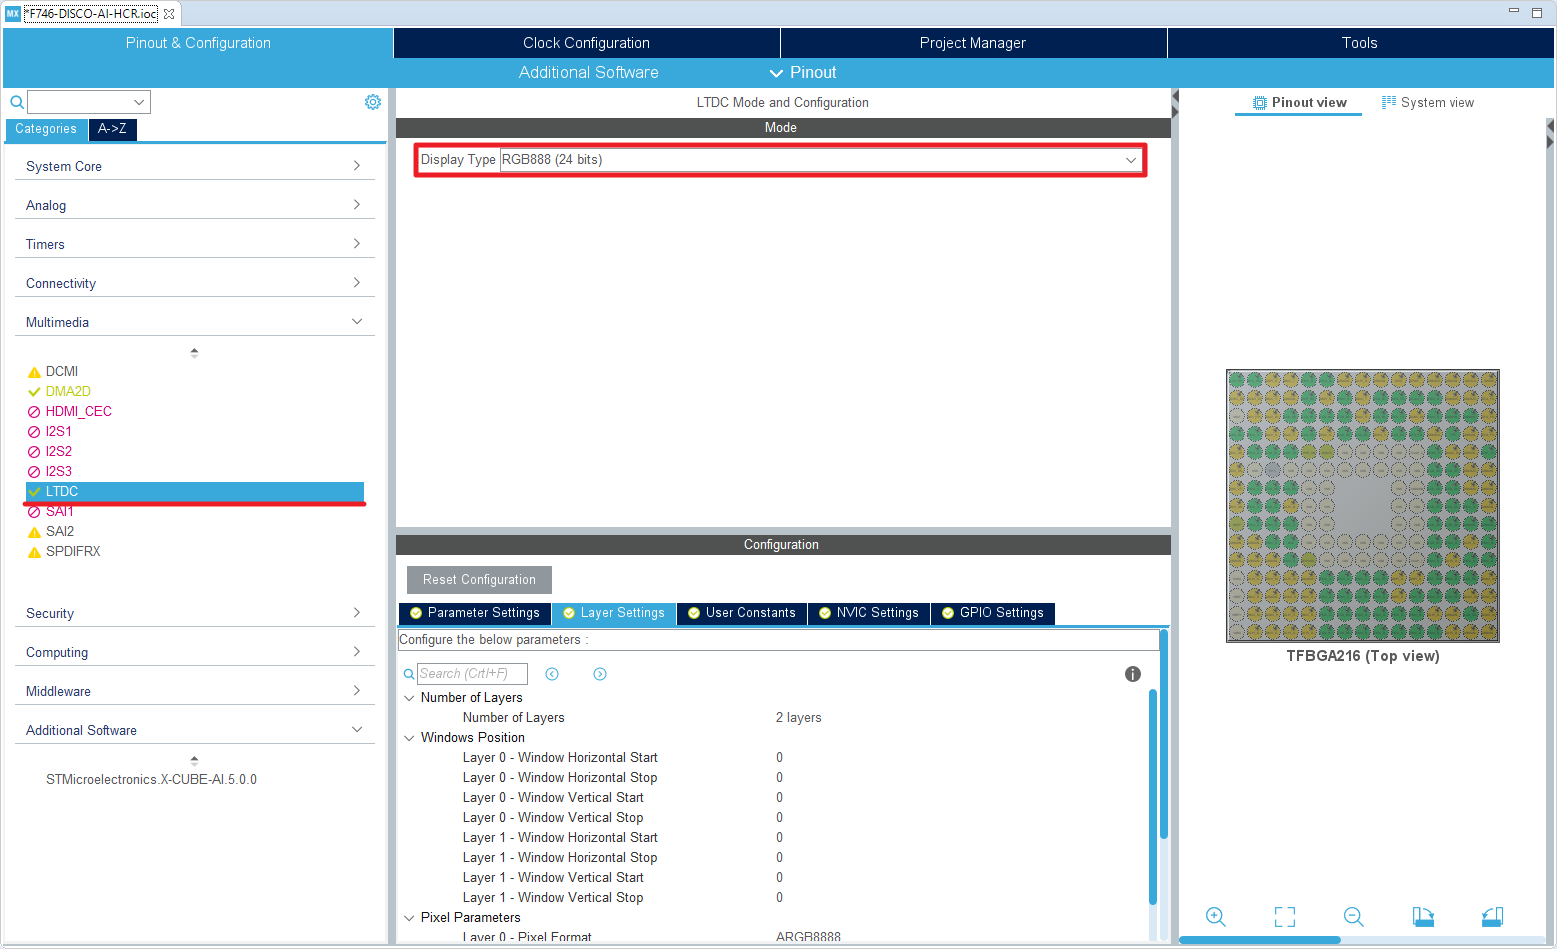 MX *F746-DISCO-AI-HCR.ioc
Pinout & Configuration
Clock Configuration
Project Manager
Tools
Additional Software
Pinout
Categories
A->Z
System Core
Analog
Timers
Connectivity
Multimedia
DCMI
DMA2D
HDMI_CEC
I2S1
I2S2
I2S3
LTDC
SAI1
SAI2
SPDIFRX
Security
Computing
Middleware
Additional Software
STMicroelectronics.X-CUBE-AI.5.0.0
LTDC Mode and Configuration
Mode
Display Type RGB888 (24 bits)
Configuration
Reset Configuration
Parameter Settings
Layer Settings
User Constants
NVIC Settings
GPIO Settings
Configure the below parameters :
Search (CrtI+F)
Number of Layers
Number of Layers 2 layers
Windows Position
Layer 0 - Window Horizontal Start 0
Layer 0 - Window Horizontal Stop 0
Layer 0 - Window Vertical Start 0
Layer 0 - Window Vertical Stop 0
Layer 1 - Window Horizontal Start 0
Layer 1 - Window Horizontal Stop 0
Layer 1 - Window Vertical Start 0
Layer 1 - Window Vertical Stop 0
Pixel Parameters
Layer 0 - Pixel Format ARGB8888
Pinout view
System view
TFBGA216 (Top view)